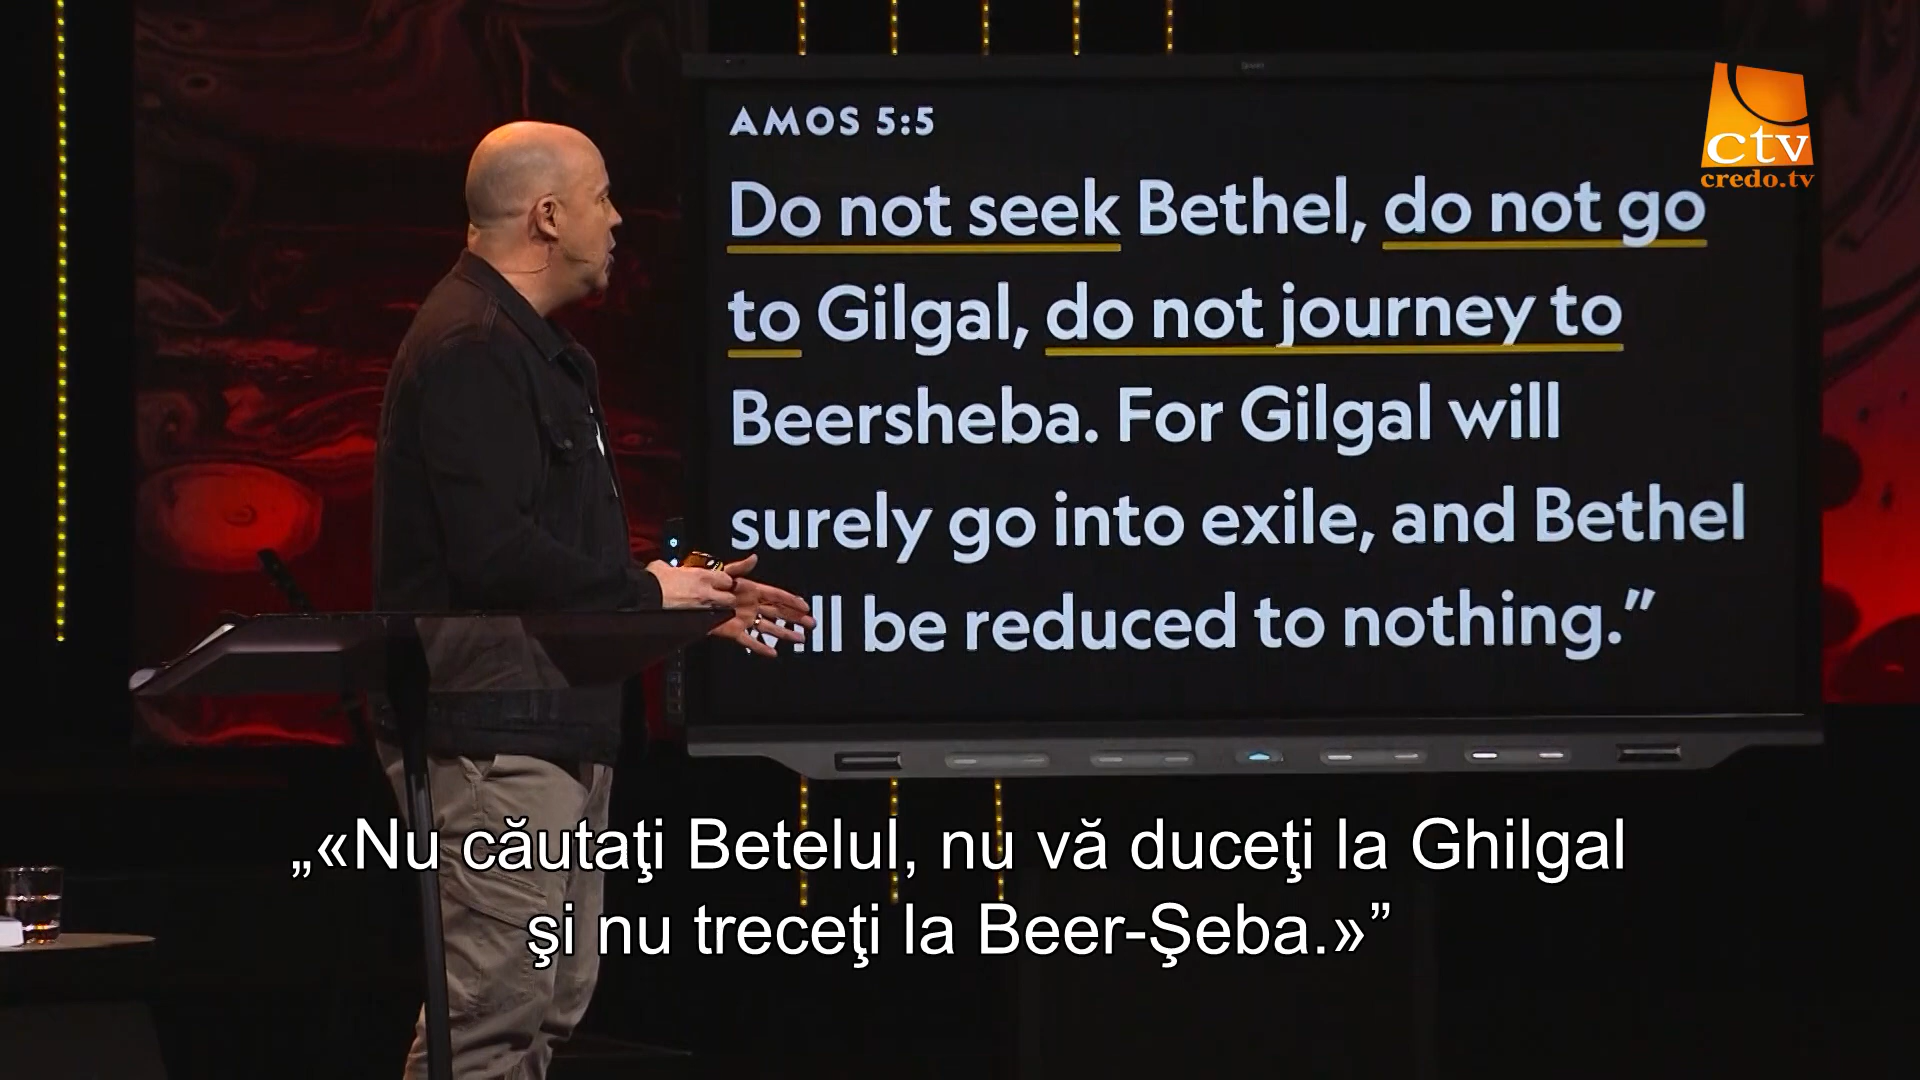 AMOS 5:5
Do not seek Bethel, do not go
to Gilgal, do not journey to
Beersheba. For Gilgal will
surely go into exile, and Bethel
will be reduced to nothing.”
ctv
credo.tv
„«Nu căutaţi Betelul, nu vă duceţi la Ghilgal
şi nu treceţi la Beer-Şeba.»”